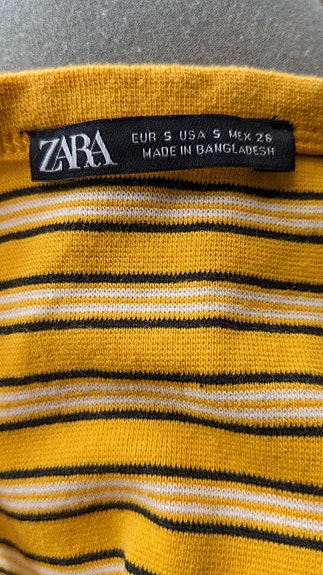 ZARA
EUR S USA S MEX 26
MADE IN BANGLADESH